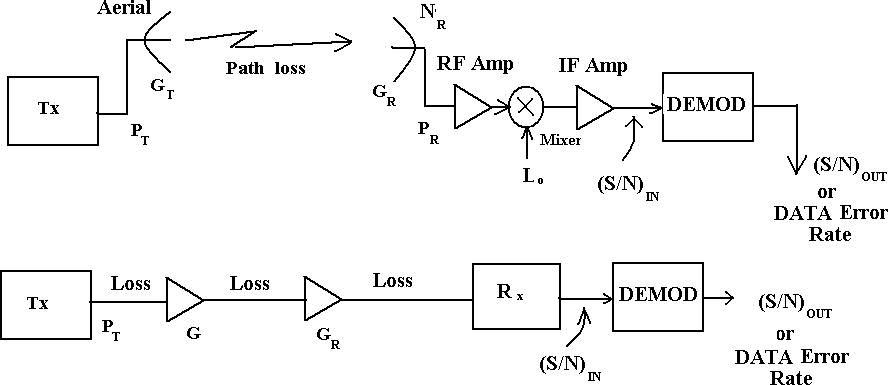 Aerial
N_R
Path loss
RF Amp
IF Amp
G_T
G_R
Tx
DEMOD
P_T
P_R
Mixer
L_o
(S/N)_IN
(S/N)_OUT
or
DATA Error
Rate
Loss
Loss
Loss
Tx
R_x
DEMOD
P_T
G
G_R
(S/N)_IN
(S/N)_OUT
or
DATA Error
Rate